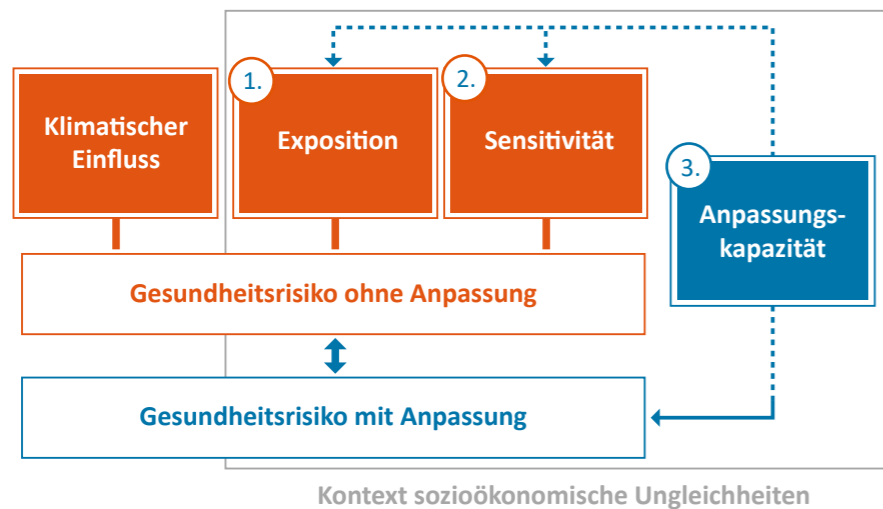 1.
2.
Klimatischer
Einfluss
Exposition
Sensitivität
3.
Anpassungs-
kapazität
Gesundheitsrisiko ohne Anpassung
Gesundheitsrisiko mit Anpassung
Kontext sozioökonomische Ungleichheiten